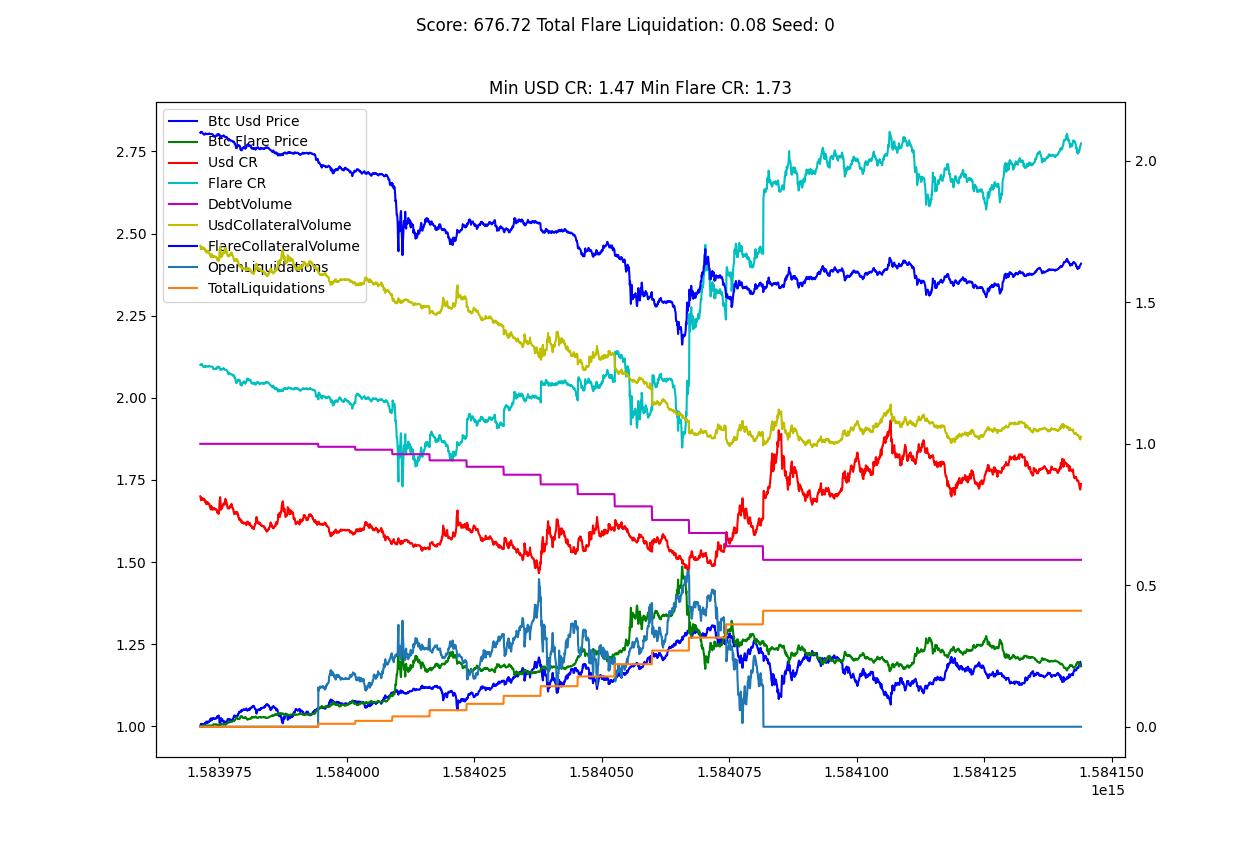 Score: 676.72 Total Flare Liquidation: 0.08 Seed: 0
Min USD CR: 1.47 Min Flare CR: 1.73
Btc Usd Price
Btc Flare Price
Usd CR
Flare CR
DebtVolume
UsdCollateralVolume
FlareCollateralVolume
OpenLiquidations
TotalLiquidations
2.75
2.50
2.25
2.00
1.75
1.50
1.25
1.00
2.0
1.5
1.0
0.5
0.0
1.583975 1.584000 1.584025 1.584050 1.584075 1.584100 1.584125 1.584150
1e15